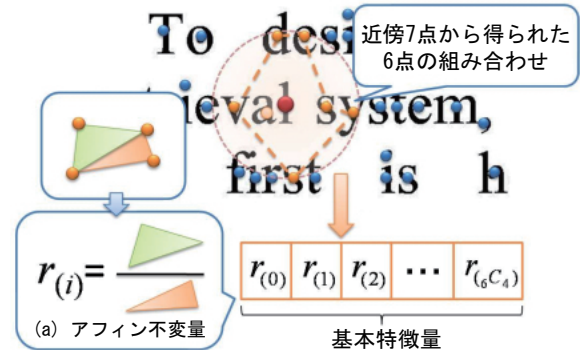 To desi
近傍7点から得られた
6点の組み合わせ
ieval system,
first is h
r(i)=
(a) アフィン不変量
r(0) r(1) r(2) ··· r(₆C₄)
基本特徴量